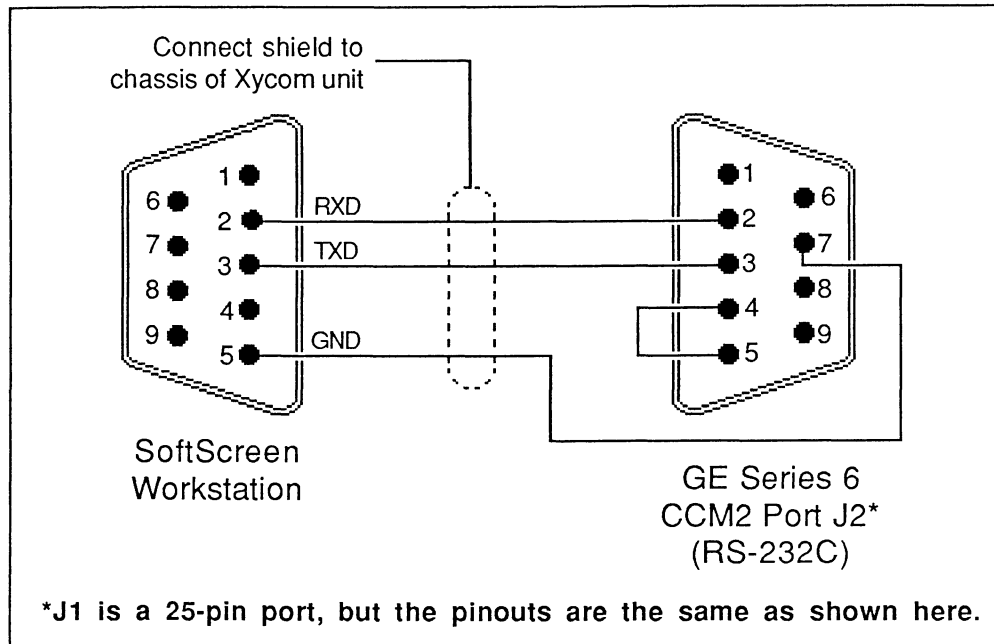 Connect shield to
chassis of Xycom unit
1
6
2
7
3
8
4
9
5
RXD
TXD
GND
1
6
2
7
3
8
4
9
5
SoftScreen
Workstation
GE Series 6
CCM2 Port J2*
(RS-232C)
*J1 is a 25-pin port, but the pinouts are the same as shown here.